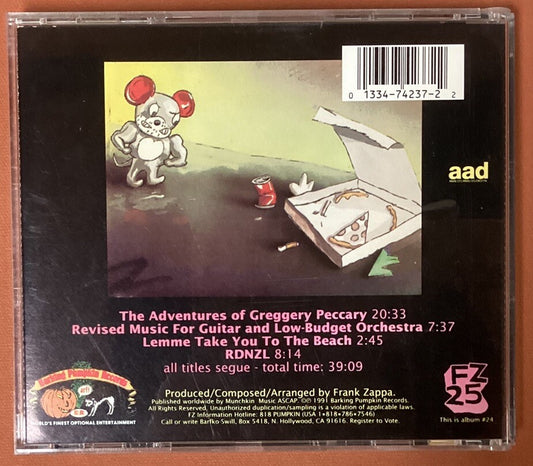 0 13347-4237-2 2
aad
The Adventures of Greggery Peccary 20:33
Revised Music For Guitar and Low-Budget Orchestra 7:37
Lemme Take You To The Beach 2:45
RDNZL 8:14
all titles segue - total time: 39:09
Barking Pumpkin Records
WORLD'S FINEST OPTIONAL ENTERTAINMENT
Produced/Composed/Arranged by Frank Zappa.
Published worldwide by Munchkin Music ASCAP. ©℗ 1991 Barking Pumpkin Records.
All Rights Reserved, Unauthorized duplication/sampling is a violation of applicable laws.
FZ Information Hotline: 818 PUMPKIN (USA 1•818•786•7546)
Call or write Barfko Swill, Box 5418, N. Hollywood, CA 91616. Register to Vote.
FZ
25
This is album #24